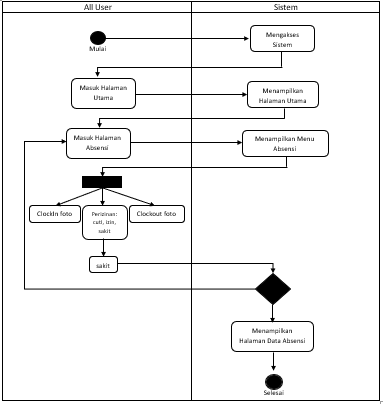 All User
Sistem
Mulai
Mengakses
Sistem
Masuk Halaman
Utama
Menampilkan
Halaman Utama
Masuk Halaman
Absensi
Menampilkan Menu
Absensi
ClockIn foto
Perizinan:
cuti, izin,
sakit
Clockout foto
sakit
Menampilkan
Halaman Data Absensi
Selesai